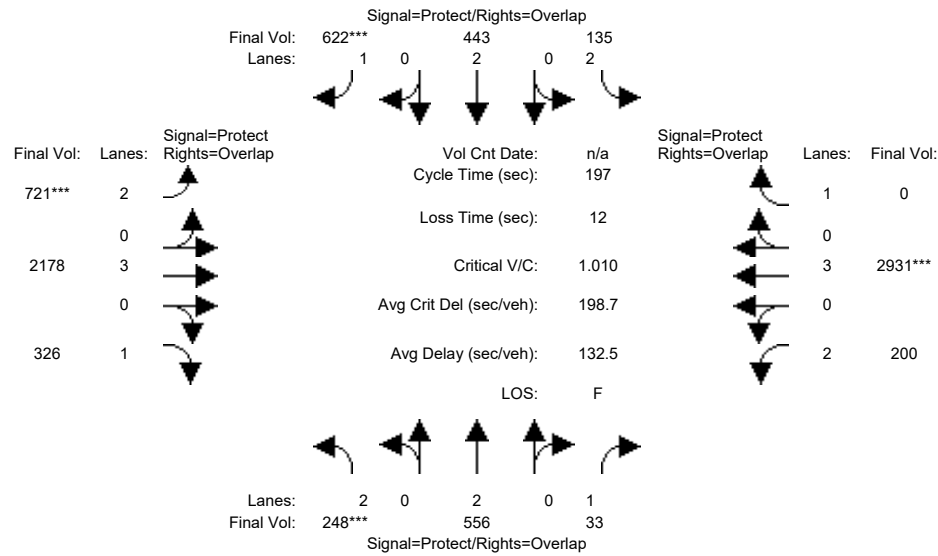 Signal=Protect/Rights=Overlap
Final Vol: 622*** 443 135
Lanes: 1 0 2 0 2
Signal=Protect Signal=Protect
Final Vol: Lanes: Rights=Overlap Vol Cnt Date: n/a Rights=Overlap Lanes: Final Vol:
Cycle Time (sec): 197
721*** 2 1 0
Loss Time (sec): 12
0 0
2178 3 Critical V/C: 1.010 3 2931***
0 Avg Crit Del (sec/veh): 198.7 0
326 1 Avg Delay (sec/veh): 132.5 2 200
LOS: F
Lanes: 2 0 2 0 1
Final Vol: 248*** 556 33
Signal=Protect/Rights=Overlap